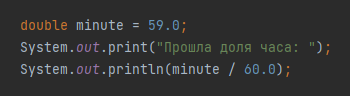 double minute = 59.0;
System.out.print("Прошла доля часа: ");
System.out.println(minute / 60.0);